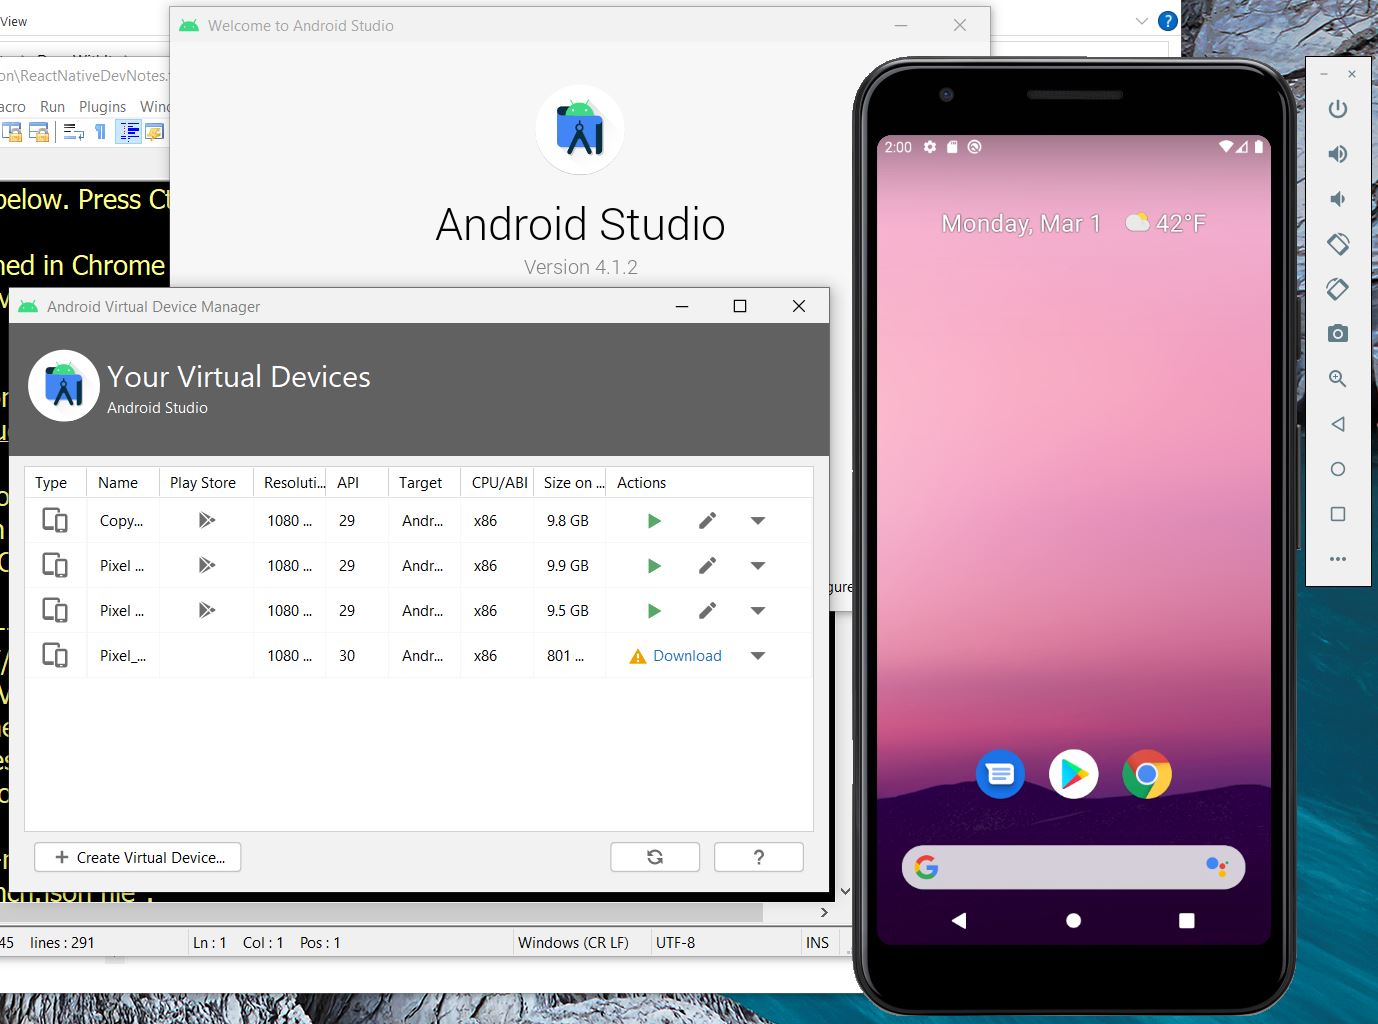 View
Welcome to Android Studio
on\ReactNativeDevNotes.
acro Run Plugins Winc
below. Press Ct
ned in Chrome
Android Studio
Version 4.1.2
2:00
Monday, Mar 1 42°F
Android Virtual Device Manager
Your Virtual Devices
Android Studio
Type Name Play Store Resoluti... API Target CPU/ABI Size on ... Actions
Copy... 1080 ... 29 Andr... x86 9.8 GB
Pixel ... 1080 ... 29 Andr... x86 9.9 GB
Pixel ... 1080 ... 29 Andr... x86 9.5 GB
Pixel_... 1080 ... 30 Andr... x86 801 ... Download
gure
+ Create Virtual Device... ?
45 lines : 291 Ln : 1 Col : 1 Pos : 1 Windows (CR LF) UTF-8 INS